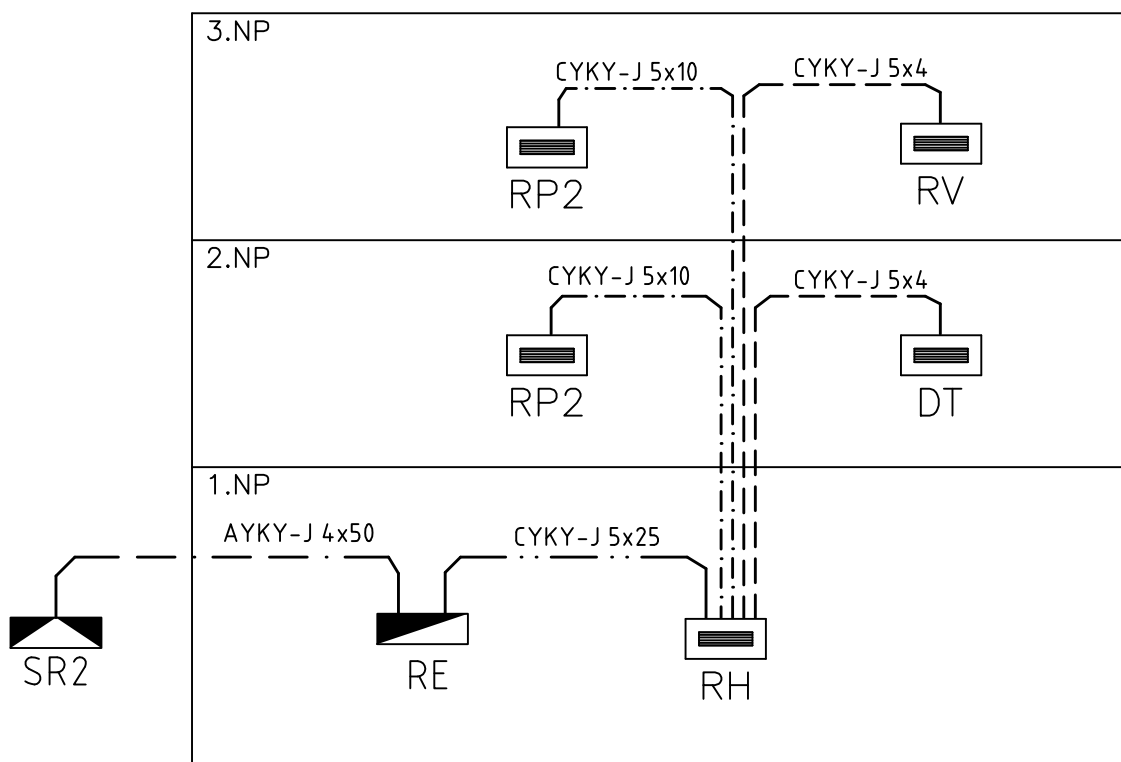 3.NP
CYKY-J 5x10
CYKY-J 5x4
RP2
RV
2.NP
CYKY-J 5x10
CYKY-J 5x4
RP2
DT
1.NP
AYKY-J 4x50
CYKY-J 5x25
SR2
RE
RH